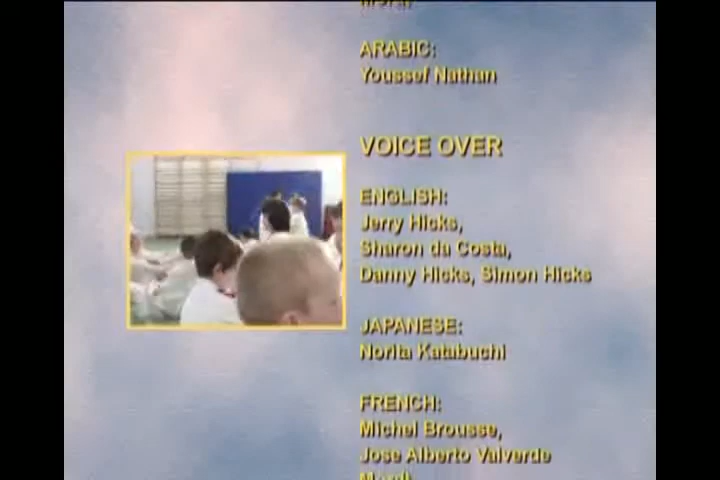 ARABIC:
Youssef Nathan
VOICE OVER
ENGLISH:
Jerry Hicks,
Sharon da Costa,
Danny Hicks, Simon Hicks
JAPANESE:
Norita Katabuchi
FRENCH:
Michel Brousse,
Jose Alberto Valverde